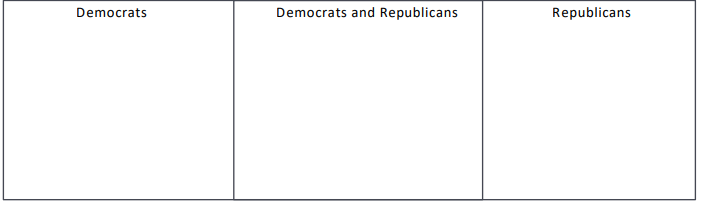 Democrats
Democrats and Republicans
Republicans